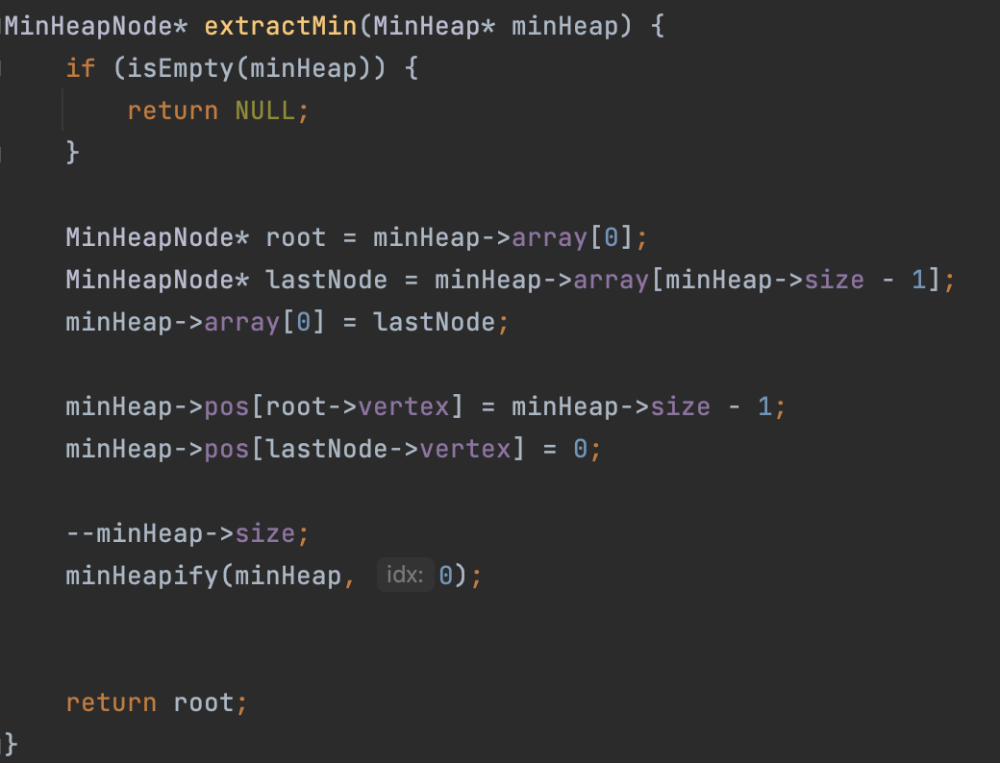 MinHeapNode* extractMin(MinHeap* minHeap) {
    if (isEmpty(minHeap)) {
        return NULL;
    }
    MinHeapNode* root = minHeap->array[0];
    MinHeapNode* lastNode = minHeap->array[minHeap->size - 1];
    minHeap->array[0] = lastNode;
    minHeap->pos[root->vertex] = minHeap->size - 1;
    minHeap->pos[lastNode->vertex] = 0;
    --minHeap->size;
    minHeapify(minHeap, idx: 0);
    return root;
}